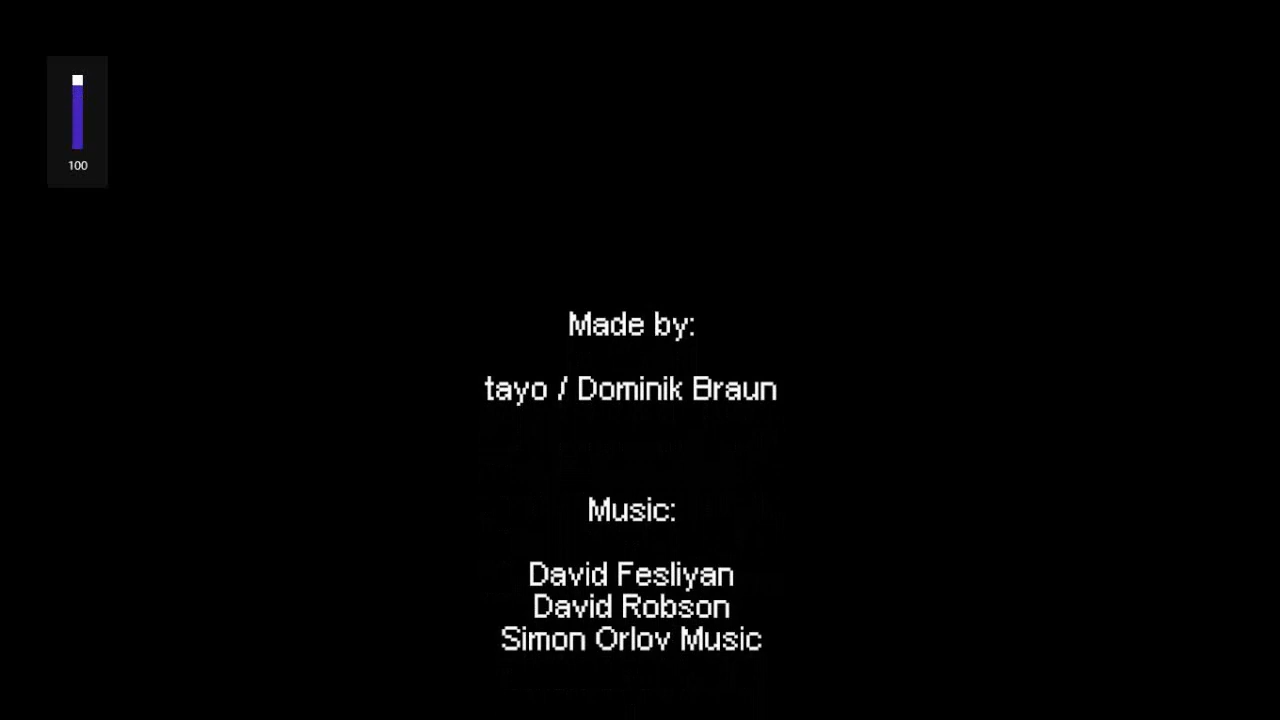 100
Made by:
tayo / Dominik Braun
Music:
David Fesliyan
David Robson
Simon Orlov Music